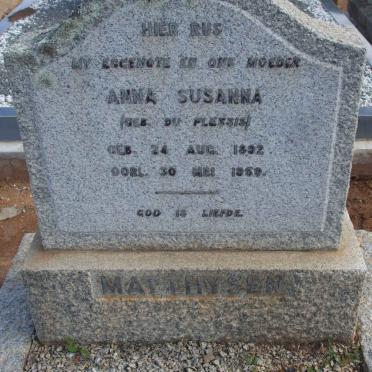 HIER RUS
MY EGGENOTE EN ONS MOEDER
ANNA SUSANNA
(GEB. DU PLESSIS)
GEB. 24 AUG. 1892.
OORL. 30 MEI 1959.
GOD IS LIEFDE.
MATTHYSEN